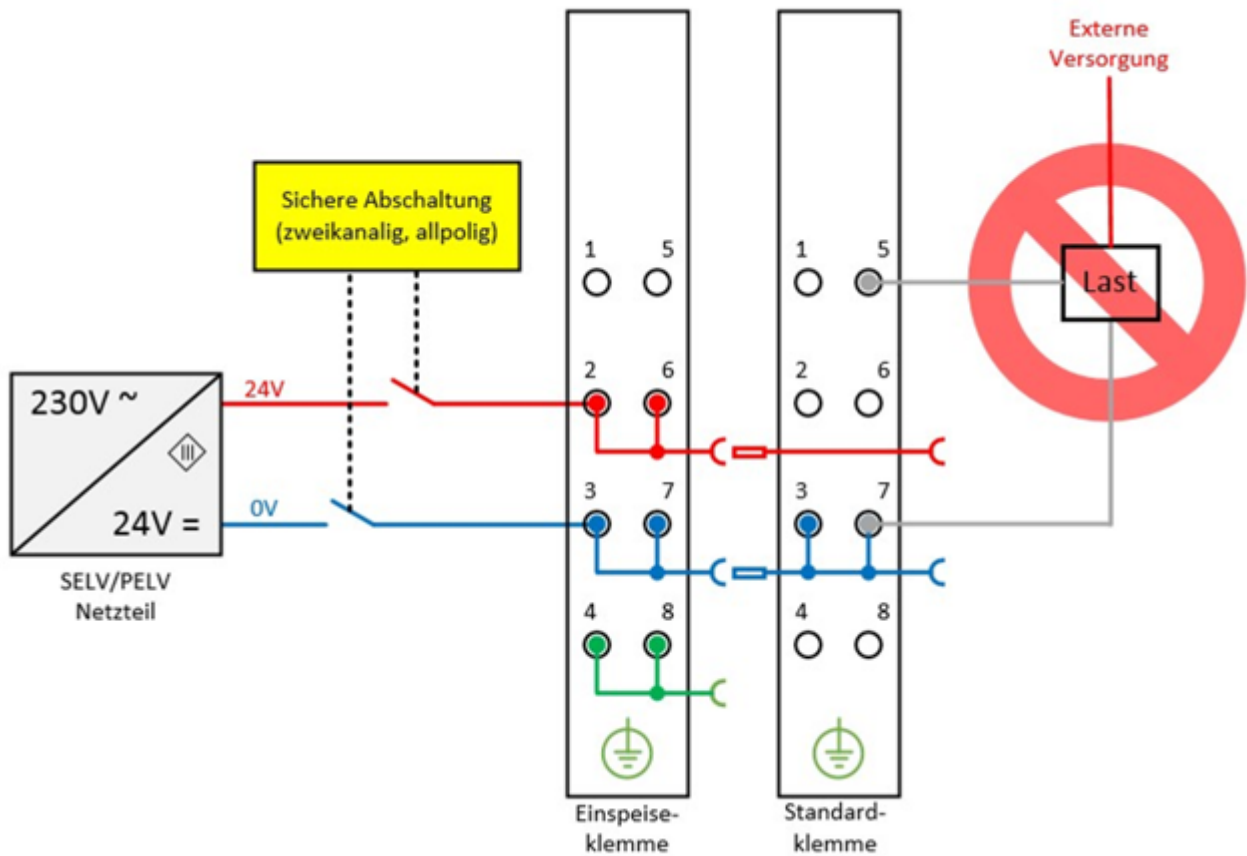 Externe
Versorgung
Sichere Abschaltung
(zweikanalig, allpolig)
1 5
1 5
Last
230V ~
24V
2 6
2 6
III
24V =
0V
3 7
3 7
SELV/PELV
Netzteil
4 8
4 8
Einspeise-
klemme
Standard-
klemme